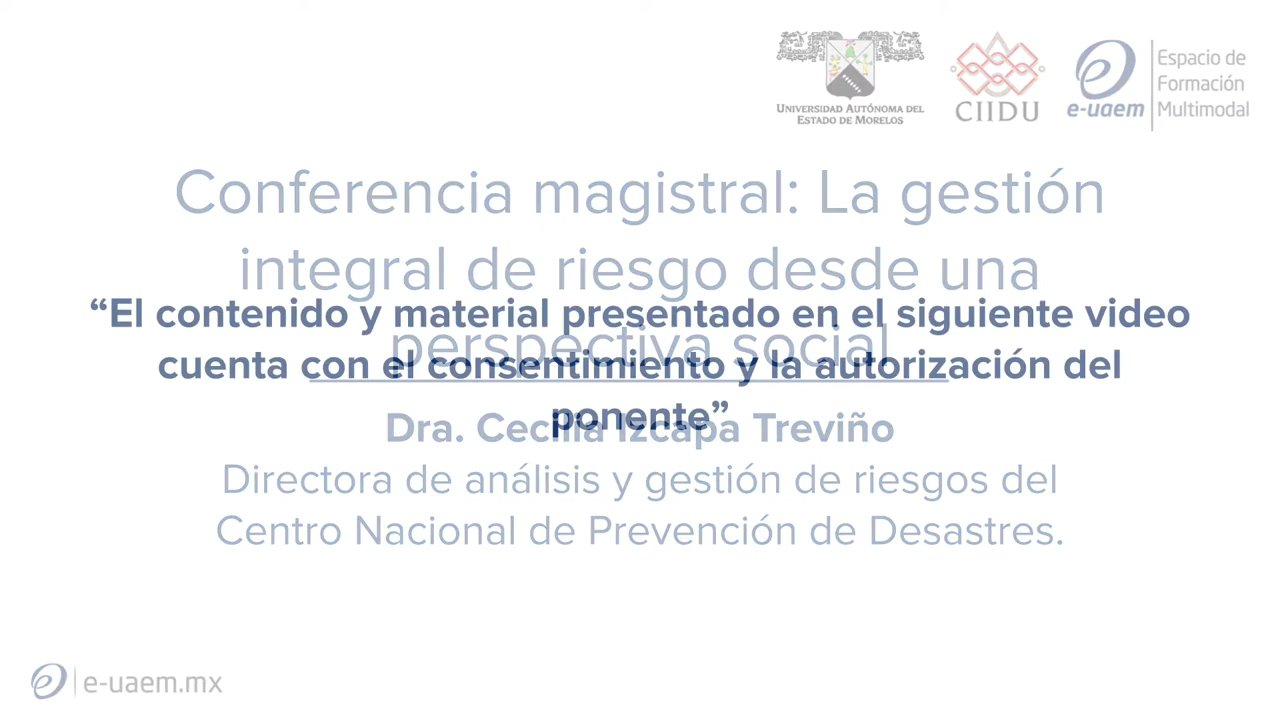 UNIVERSIDAD AUTÓNOMA DEL
ESTADO DE MORELOS
CIIDU
e-uaem
Espacio de
Formación
Multimodal
Conferencia magistral: La gestión
integral de riesgo desde una
perspectiva social
“El contenido y material presentado en el siguiente video
cuenta con el consentimiento y la autorización del
ponente”
Dra. Cecilia Izcapa Treviño
Directora de análisis y gestión de riesgos del
Centro Nacional de Prevención de Desastres.
e-uaem.mx